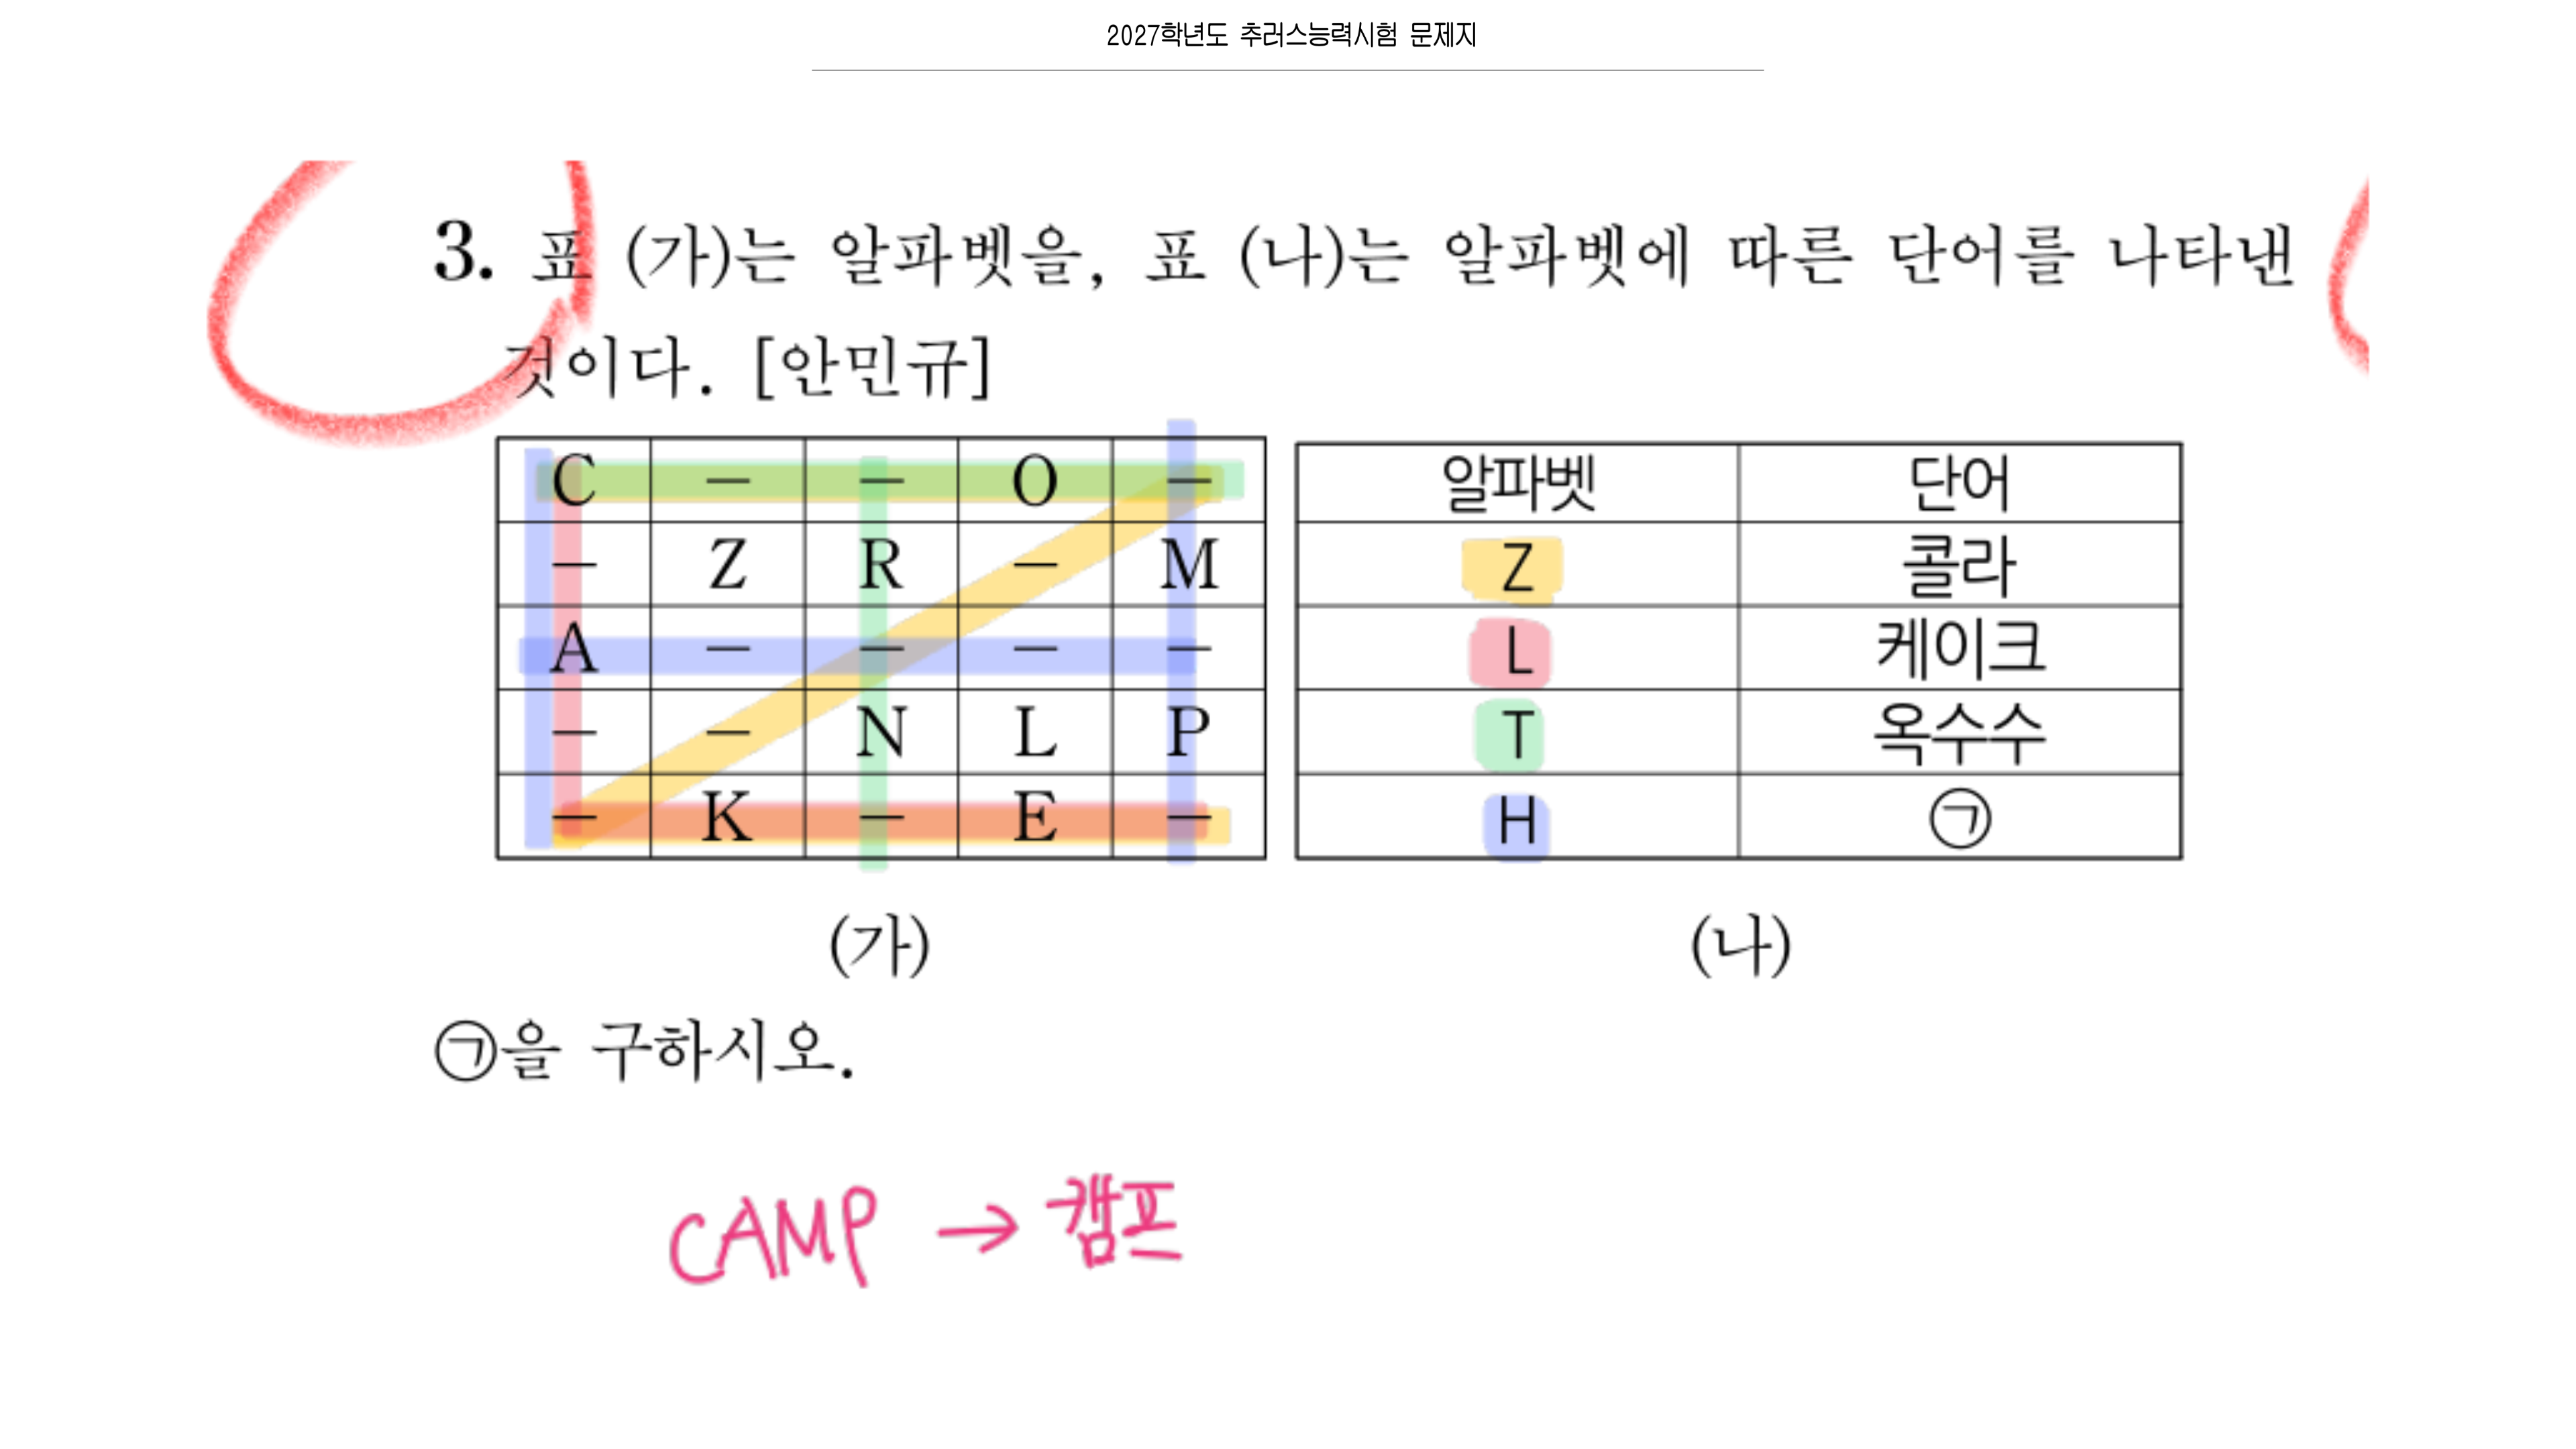 2027학년도 추러스능력시험 문제지
3. 표 (가)는 알파벳을, 표 (나)는 알파벳에 따른 단어를 나타낸
것이다. [안민규]
C - - O -
- Z R - M
A - - - -
- - N L P
- K - E -
(가)
알파벳 단어
Z 콜라
L 케이크
T 옥수수
H ㉠
(나)
㉠을 구하시오.
CAMP → 캠프